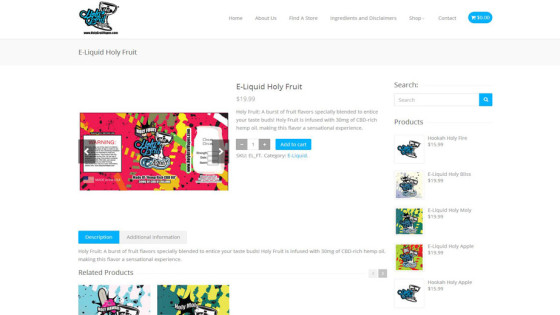 Home About Us Find A Store Ingredients and Disclaimers Shop Contact $0.00
E-Liquid Holy Fruit
E-Liquid Holy Fruit
$19.99
Holy fruit: A burst of fruit flavors specially blended to entice
your taste buds! Holy Fruit is infused with 30mg of CBD-rich
hemp oil, making this flavor a sensational experience.
- 1 + Add to cart
SKU: EL_FT. Category: E-Liquid.
WARNING:
Description Additional Information
Holy Fruit: A burst of fruit flavors specially blended to entice your taste buds! Holy Fruit is infused with 30mg of CBD-rich hemp oil,
making this flavor a sensational experience.
Related Products
Search:
Search
Products
Hookah Holy Fire
$15.99
E-Liquid Holy Bliss
$19.99
E-Liquid Holy Moly
$19.99
E-Liquid Holy Apple
$19.99
Hookah Holy Apple
$15.99